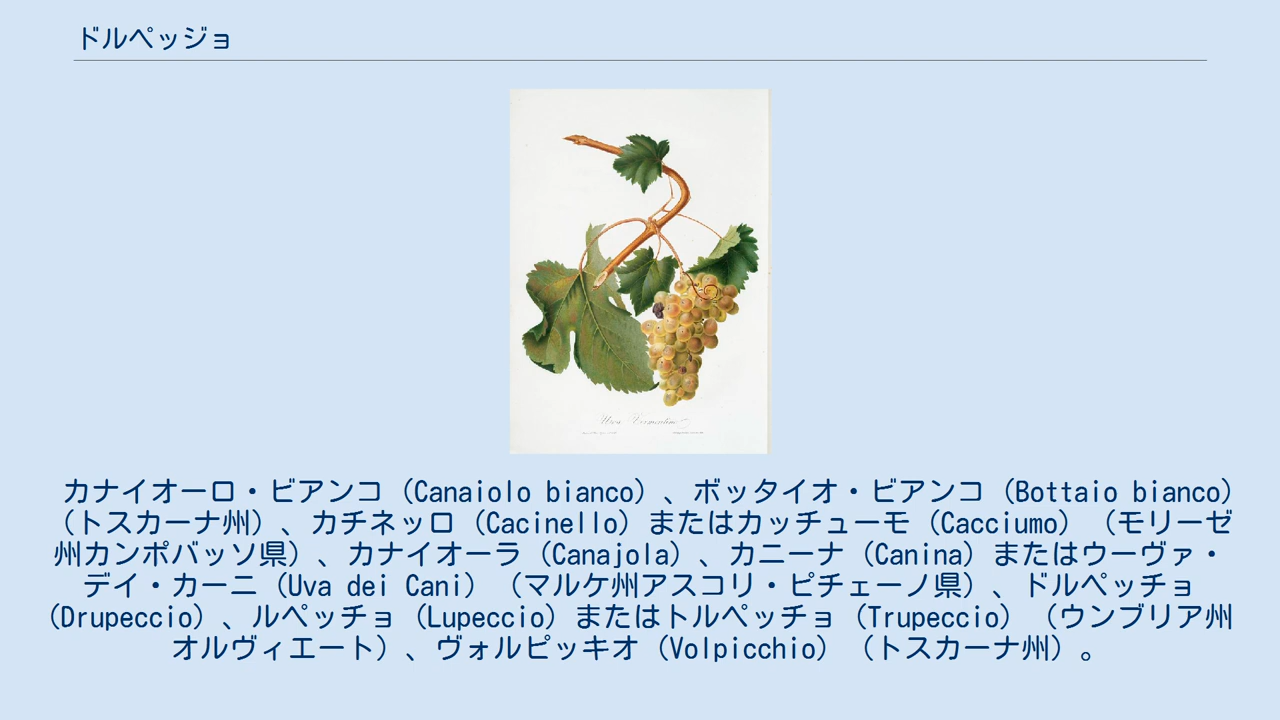 ドルペッジョ
Uva Vermentino
カナイオーロ・ビアンコ（Canaiolo bianco）、ボッタイオ・ビアンコ（Bottaio bianco）
（トスカーナ州）、カチネッロ（Cacinello）またはカッチューモ（Cacciumo）（モリーゼ
州カンポバッソ県）、カナイオーラ（Canajola）、カニーナ（Canina）またはウーヴァ・
デイ・カーニ（Uva dei Cani）（マルケ州アスコリ・ピチェーノ県）、ドルペッチョ
（Drupeccio）、ルペッチョ（Lupeccio）またはトルペッチョ（Trupeccio）（ウンブリア州
オルヴィエート）、ヴォルピッキオ（Volpicchio）（トスカーナ州）。